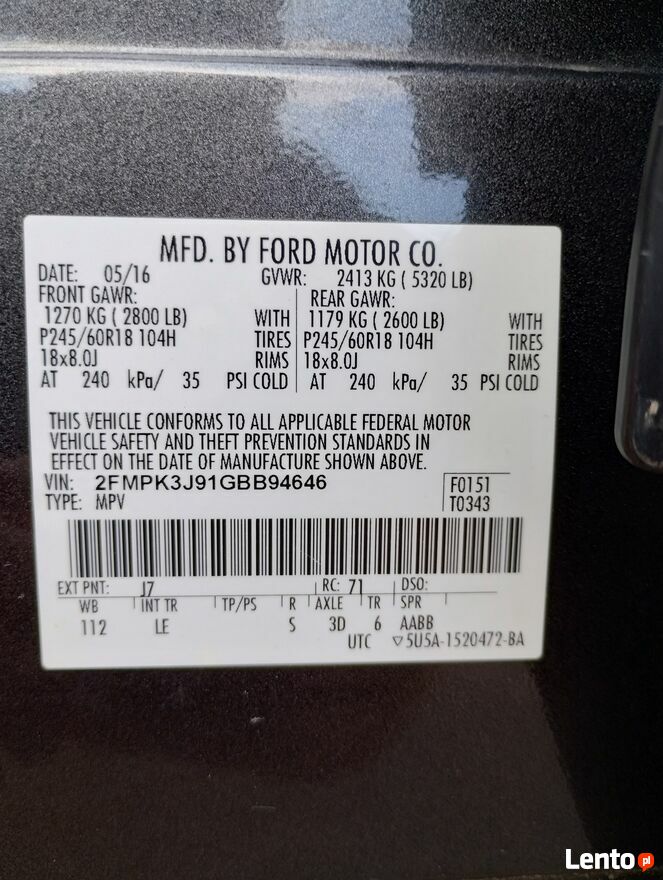 MFD. BY FORD MOTOR CO.
DATE: 05/16 GVWR: 2413 KG ( 5320 LB)
FRONT GAWR: REAR GAWR:
1270 KG ( 2800 LB) WITH 1179 KG ( 2600 LB) WITH
P245/60R18 104H TIRES P245/60R18 104H TIRES
18x8.0J RIMS 18x8.0J RIMS
AT 240 kPa/ 35 PSI COLD AT 240 kPa/ 35 PSI COLD
THIS VEHICLE CONFORMS TO ALL APPLICABLE FEDERAL MOTOR
VEHICLE SAFETY AND THEFT PREVENTION STANDARDS IN
EFFECT ON THE DATE OF MANUFACTURE SHOWN ABOVE.
VIN: 2FMPK3J91GBB94646 F0151
TYPE: MPV T0343
EXT PNT: J7 RC: 71 DSO:
WB INT TR TP/PS R AXLE TR SPR
112 LE S 3D 6 AABB
UTC ▽5U5A-1520472-BA
Lento.pl